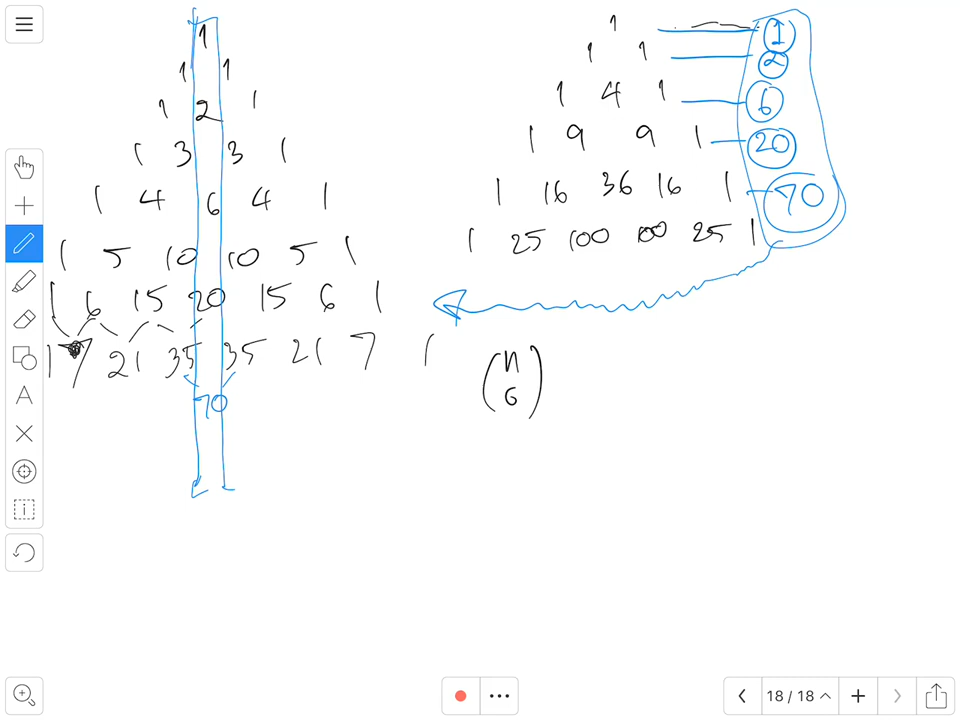 1
1 1
1 2 1
1 3 3 1
1 4 6 4 1
1 5 10 10 5 1
1 6 15 20 15 6 1
1 7 21 35 35 21 7 1
70
1 1
1 1 2
1 4 1 6
1 9 9 1 20
1 16 36 16 1 70
1 25 100 100 25 1
(n
6)
A
18 / 18